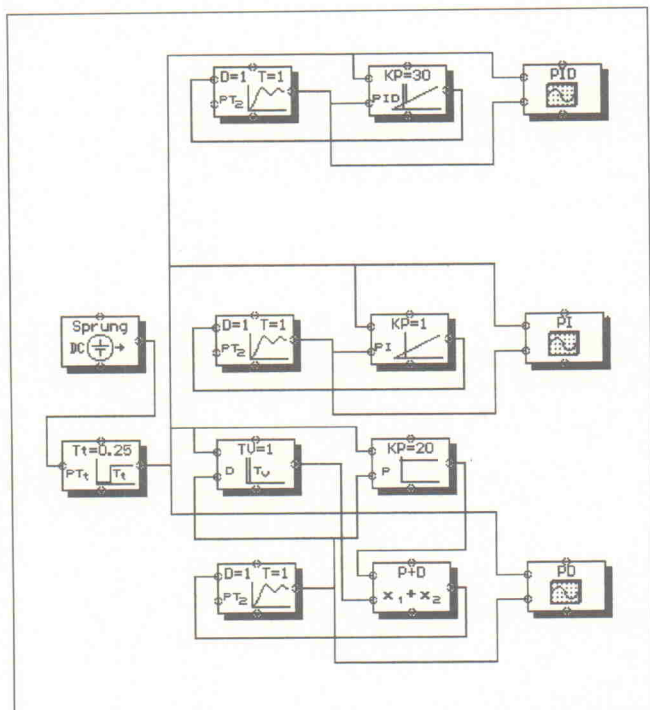 D=1 T=1
PT2
KP=30
PID
PID
Sprung
DC
D=1 T=1
PT2
KP=1
PI
PI
Tt=0.25
PTt Tt
TV=1
D Tv
KP=20
P
D=1 T=1
PT2
P+D
x1+x2
PD